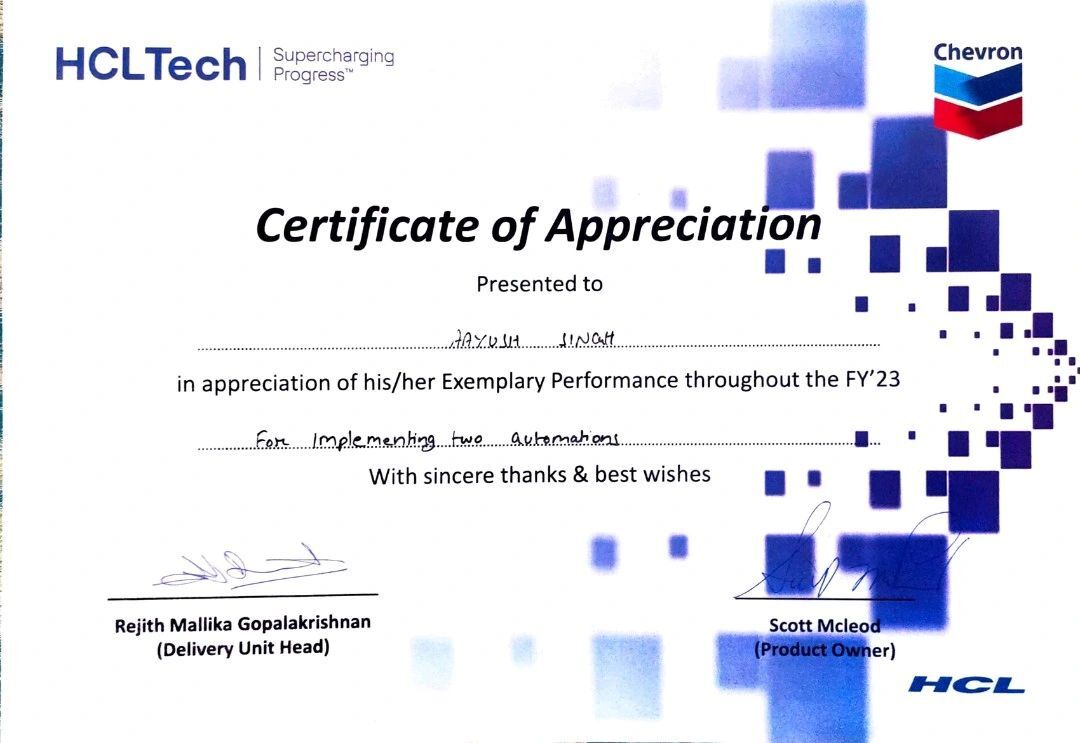 HCLTech | Supercharging
Progress™
Chevron
Certificate of Appreciation
Presented to
AAYUSH SINGH
in appreciation of his/her Exemplary Performance throughout the FY'23
For Implementing two automations
With sincere thanks & best wishes
Rejith Mallika Gopalakrishnan
(Delivery Unit Head)
Scott Mcleod
(Product Owner)
HCL